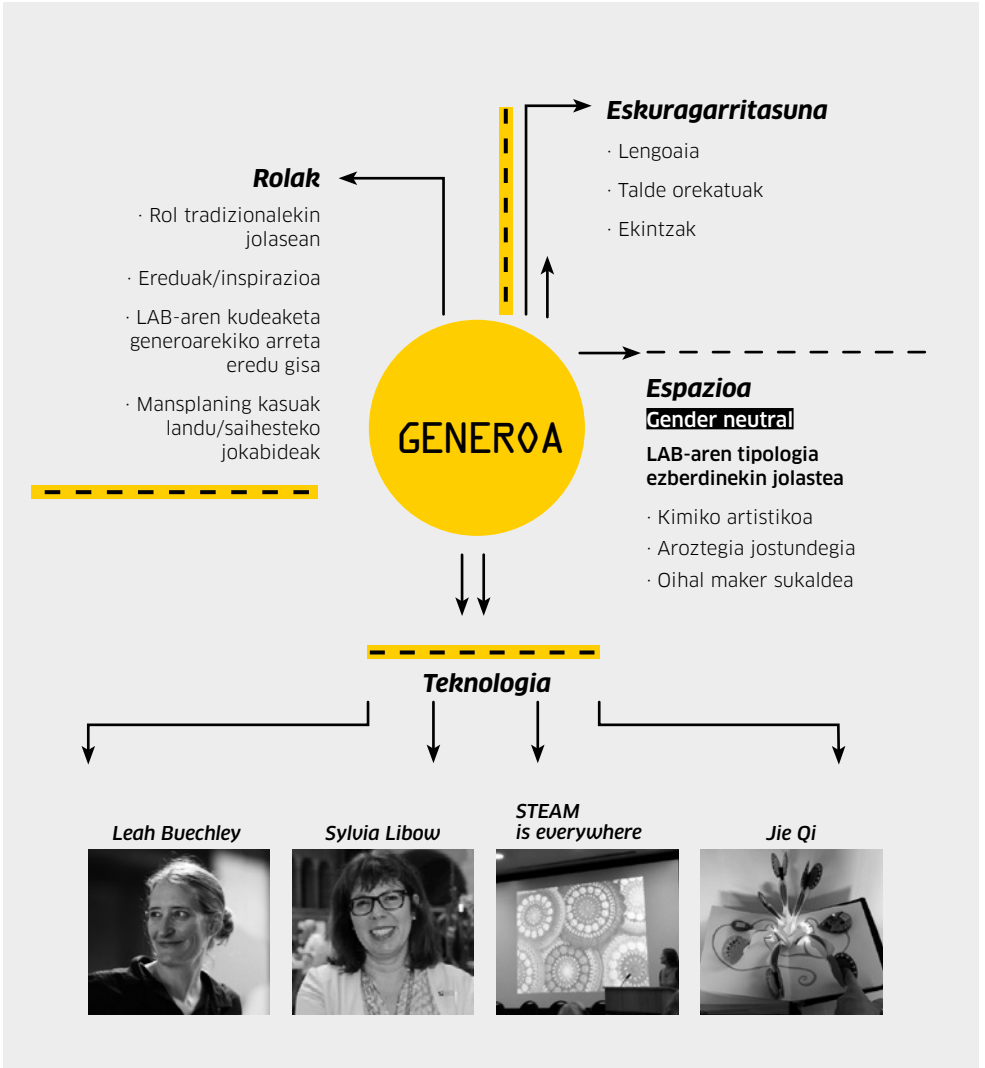 Eskuragarritasuna
· Lengoaia
· Talde orekatuak
· Ekintzak
Rolak
· Rol tradizionalekin
jolasean
· Ereduak/inspirazioa
· LAB-aren kudeaketa
generoarekiko arreta
eredu gisa
· Mansplaning kasuak
landu/saihesteko
jokabideak
GENEROA
Espazioa
Gender neutral
LAB-aren tipologia
ezberdinekin jolastea
· Kimiko artistikoa
· Aroztegia jostundegia
· Oihal maker sukaldea
Teknologia
Leah Buechley
Sylvia Libow
STEAM
is everywhere
Jie Qi